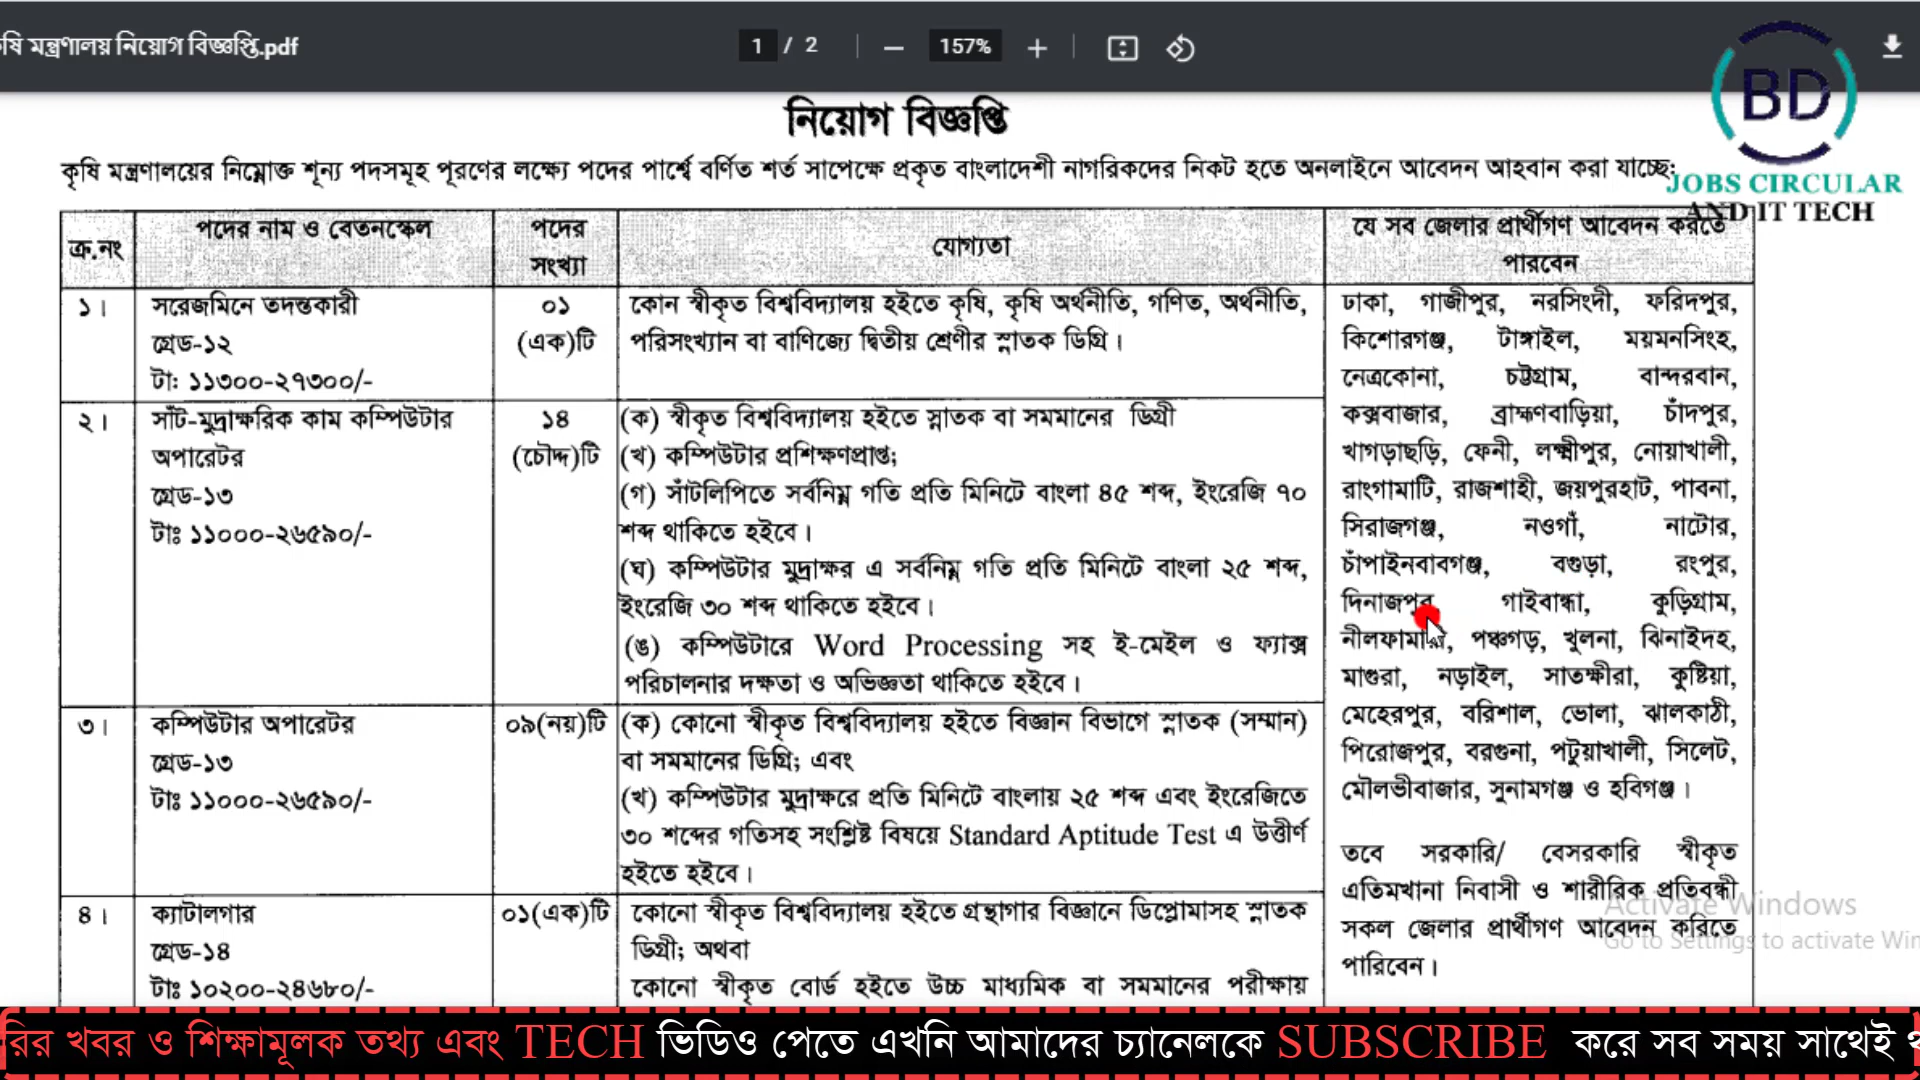 ষি মন্ত্রণালয় নিয়োগ বিজ্ঞপ্তি.pdf
1 / 2
157%
BD
JOBS CIRCULAR
AND IT TECH
নিয়োগ বিজ্ঞপ্তি
কৃষি মন্ত্রণালয়ের নিম্নোক্ত শূন্য পদসমূহ পূরণের লক্ষ্যে পদের পার্শ্বে বর্ণিত শর্ত সাপেক্ষে প্রকৃত বাংলাদেশী নাগরিকদের নিকট হতে অনলাইনে আবেদন আহবান করা যাচ্ছে:
ক্র.নং
পদের নাম ও বেতনস্কেল
পদের
সংখ্যা
যোগ্যতা
যে সব জেলার প্রার্থীগণ আবেদন করতে
পারবেন
১।
সরেজমিনে তদন্তকারী
গ্রেড-১২
টা: ১১৩০০-২৭৩০০/-
০১
(এক)টি
কোন স্বীকৃত বিশ্ববিদ্যালয় হইতে কৃষি, কৃষি অর্থনীতি, গণিত, অর্থনীতি,
পরিসংখ্যান বা বাণিজ্যে দ্বিতীয় শ্রেণীর স্নাতক ডিগ্রি।
২।
সাঁট-মুদ্রাক্ষরিক কাম কম্পিউটার
অপারেটর
গ্রেড-১৩
টাঃ ১১০০০-২৬৫৯০/-
১৪
(চৌদ্দ)টি
(ক) স্বীকৃত বিশ্ববিদ্যালয় হইতে স্নাতক বা সমমানের ডিগ্রী
(খ) কম্পিউটার প্রশিক্ষণপ্রাপ্ত;
(গ) সাঁটলিপিতে সর্বনিম্ন গতি প্রতি মিনিটে বাংলা ৪৫ শব্দ, ইংরেজি ৭০
শব্দ থাকিতে হইবে।
(ঘ) কম্পিউটার মুদ্রাক্ষর এ সর্বনিম্ন গতি প্রতি মিনিটে বাংলা ২৫ শব্দ,
ইংরেজি ৩০ শব্দ থাকিতে হইবে।
(ঙ) কম্পিউটারে Word Processing সহ ই-মেইল ও ফ্যাক্স
পরিচালনার দক্ষতা ও অভিজ্ঞতা থাকিতে হইবে।
৩।
কম্পিউটার অপারেটর
গ্রেড-১৩
টাঃ ১১০০০-২৬৫৯০/-
০৯(নয়)টি
(ক) কোনো স্বীকৃত বিশ্ববিদ্যালয় হইতে বিজ্ঞান বিভাগে স্নাতক (সম্মান)
বা সমমানের ডিগ্রি; এবং
(খ) কম্পিউটার মুদ্রাক্ষরে প্রতি মিনিটে বাংলায় ২৫ শব্দ এবং ইংরেজিতে
৩০ শব্দের গতিসহ সংশ্লিষ্ট বিষয়ে Standard Aptitude Test এ উত্তীর্ণ
হইতে হইবে।
৪।
ক্যাটালগার
গ্রেড-১৪
টাঃ ১০২০০-২৪৬৮০/-
০১(এক)টি
কোনো স্বীকৃত বিশ্ববিদ্যালয় হইতে গ্রন্থাগার বিজ্ঞানে ডিপ্লোমাসহ স্নাতক
ডিগ্রী; অথবা
কোনো স্বীকৃত বোর্ড হইতে উচ্চ মাধ্যমিক বা সমমানের পরীক্ষায়
ঢাকা, গাজীপুর, নরসিংদী, ফরিদপুর,
কিশোরগঞ্জ, টাঙ্গাইল, ময়মনসিংহ,
নেত্রকোনা, চট্টগ্রাম, বান্দরবান,
কক্সবাজার, ব্রাহ্মণবাড়িয়া, চাঁদপুর,
খাগড়াছড়ি, ফেনী, লক্ষ্মীপুর, নোয়াখালী,
রাংগামাটি, রাজশাহী, জয়পুরহাট, পাবনা,
সিরাজগঞ্জ, নওগাঁ, নাটোর,
চাঁপাইনবাবগঞ্জ, বগুড়া, রংপুর,
দিনাজপুর, গাইবান্ধা, কুড়িগ্রাম,
নীলফামারী, পঞ্চগড়, খুলনা, ঝিনাইদহ,
মাগুরা, নড়াইল, সাতক্ষীরা, কুষ্টিয়া,
মেহেরপুর, বরিশাল, ভোলা, ঝালকাঠী,
পিরোজপুর, বরগুনা, পটুয়াখালী, সিলেট,
মৌলভীবাজার, সুনামগঞ্জ ও হবিগঞ্জ।
তবে সরকারি/ বেসরকারি স্বীকৃত
এতিমখানা নিবাসী ও শারীরিক প্রতিবন্ধী
সকল জেলার প্রার্থীগণ আবেদন করিতে
পারিবেন।
Activate Windows
Go to Settings to activate Win
রির খবর ও শিক্ষামূলক তথ্য এবং TECH ভিডিও পেতে এখনি আমাদের চ্যানেলকে SUBSCRIBE করে সব সময় সাথেই